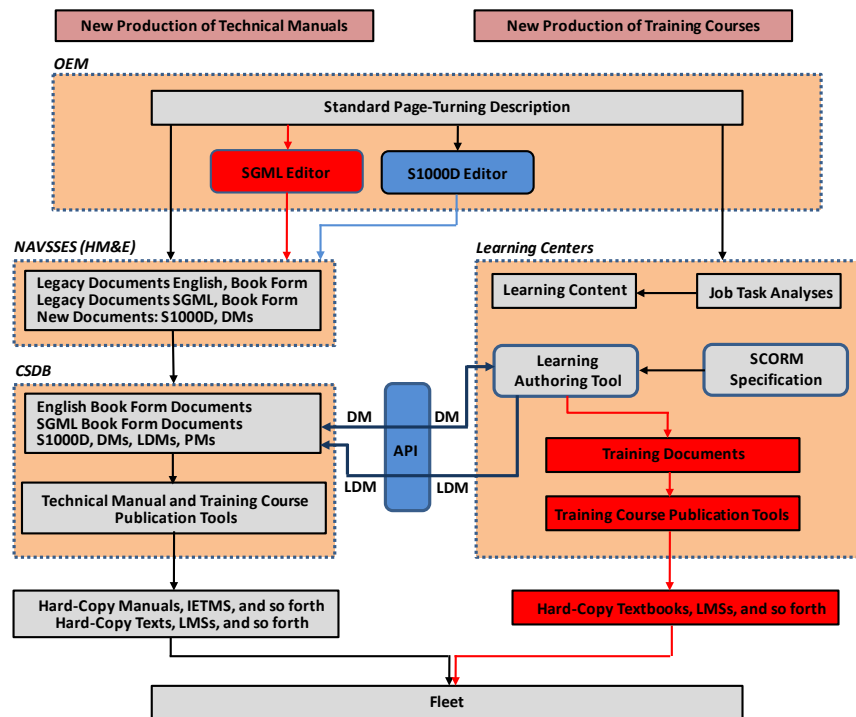 New Production of Technical Manuals
New Production of Training Courses
OEM
Standard Page-Turning Description
SGML Editor
S1000D Editor
NAVSSES (HM&E)
Legacy Documents English, Book Form
Legacy Documents SGML, Book Form
New Documents: S1000D, DMs
Learning Centers
Learning Content
Job Task Analyses
CSDB
English Book Form Documents
SGML Book Form Documents
S1000D, DMs, LDMs, PMs
DM
DM
API
LDM
LDM
Learning
Authoring Tool
SCORM
Specification
Training Documents
Technical Manual and Training Course
Publication Tools
Training Course Publication Tools
Hard-Copy Manuals, IETMS, and so forth
Hard-Copy Texts, LMSs, and so forth
Hard-Copy Textbooks, LMSs, and so forth
Fleet